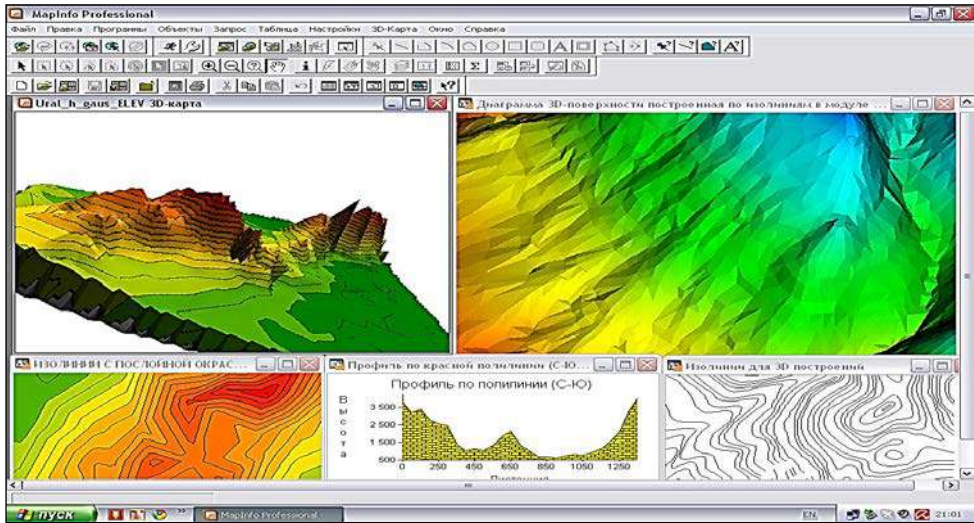 MapInfo Professional
Файл Правка Программы Объекты Запрос Таблица Настройки 3D-Карта Окно Справка
Ural_h_gaus_ELEV 3D-карта
Диаграмма 3D-поверхности построенная по изолиниям в модуле ...
ИЗОЛИНИИ С ПОСЛОЙНОЙ ОКРАС...
Профиль по красной полилинии (С-Ю)
Изолинии для 3D построений
Профиль по полилинии (С-Ю)
Высота
3 500
2 500
1 500
500
0 250 450 650 850 1050 1250
пуск
MapInfo Professional
EN
21:01